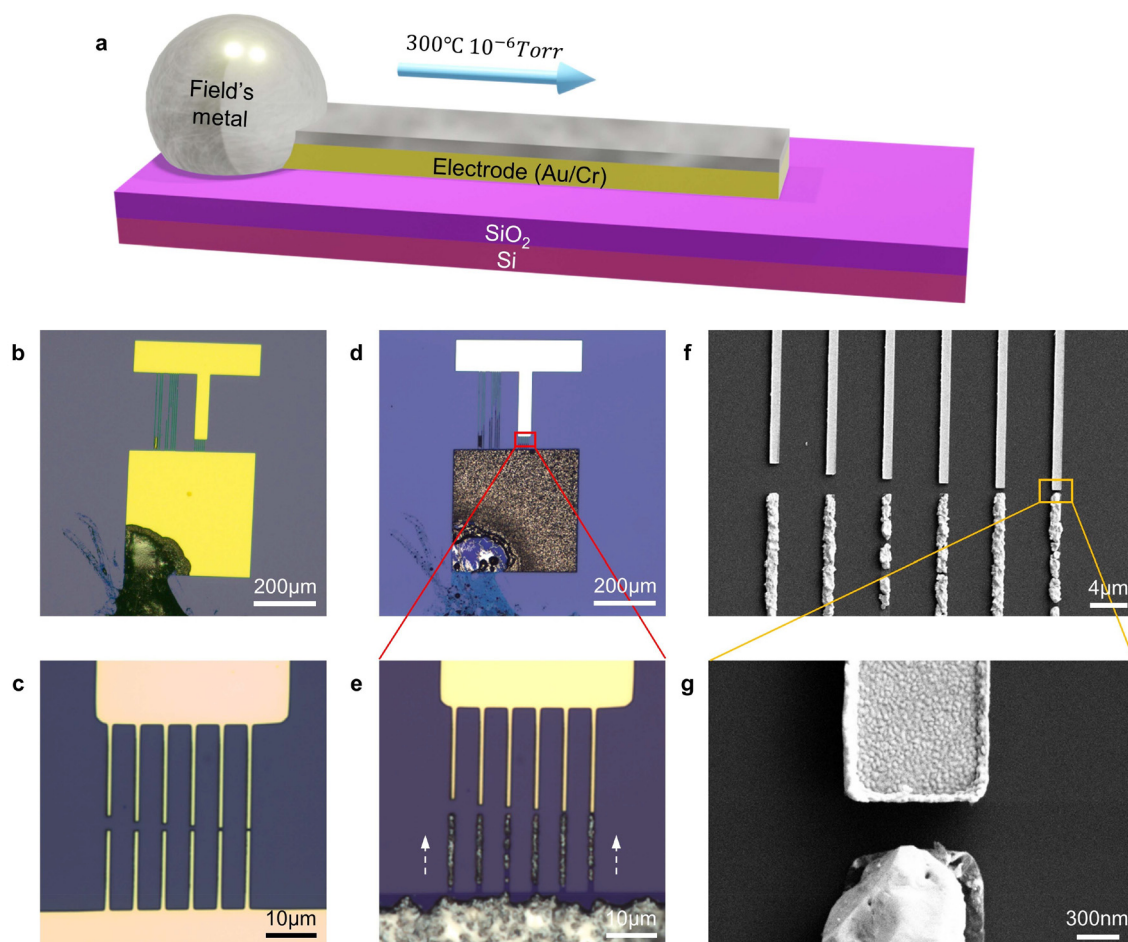 a
300℃ 10⁻⁶Torr
Field's
metal
Electrode (Au/Cr)
SiO₂
Si
b
200µm
d
200µm
f
4µm
c
10µm
e
10µm
g
300nm